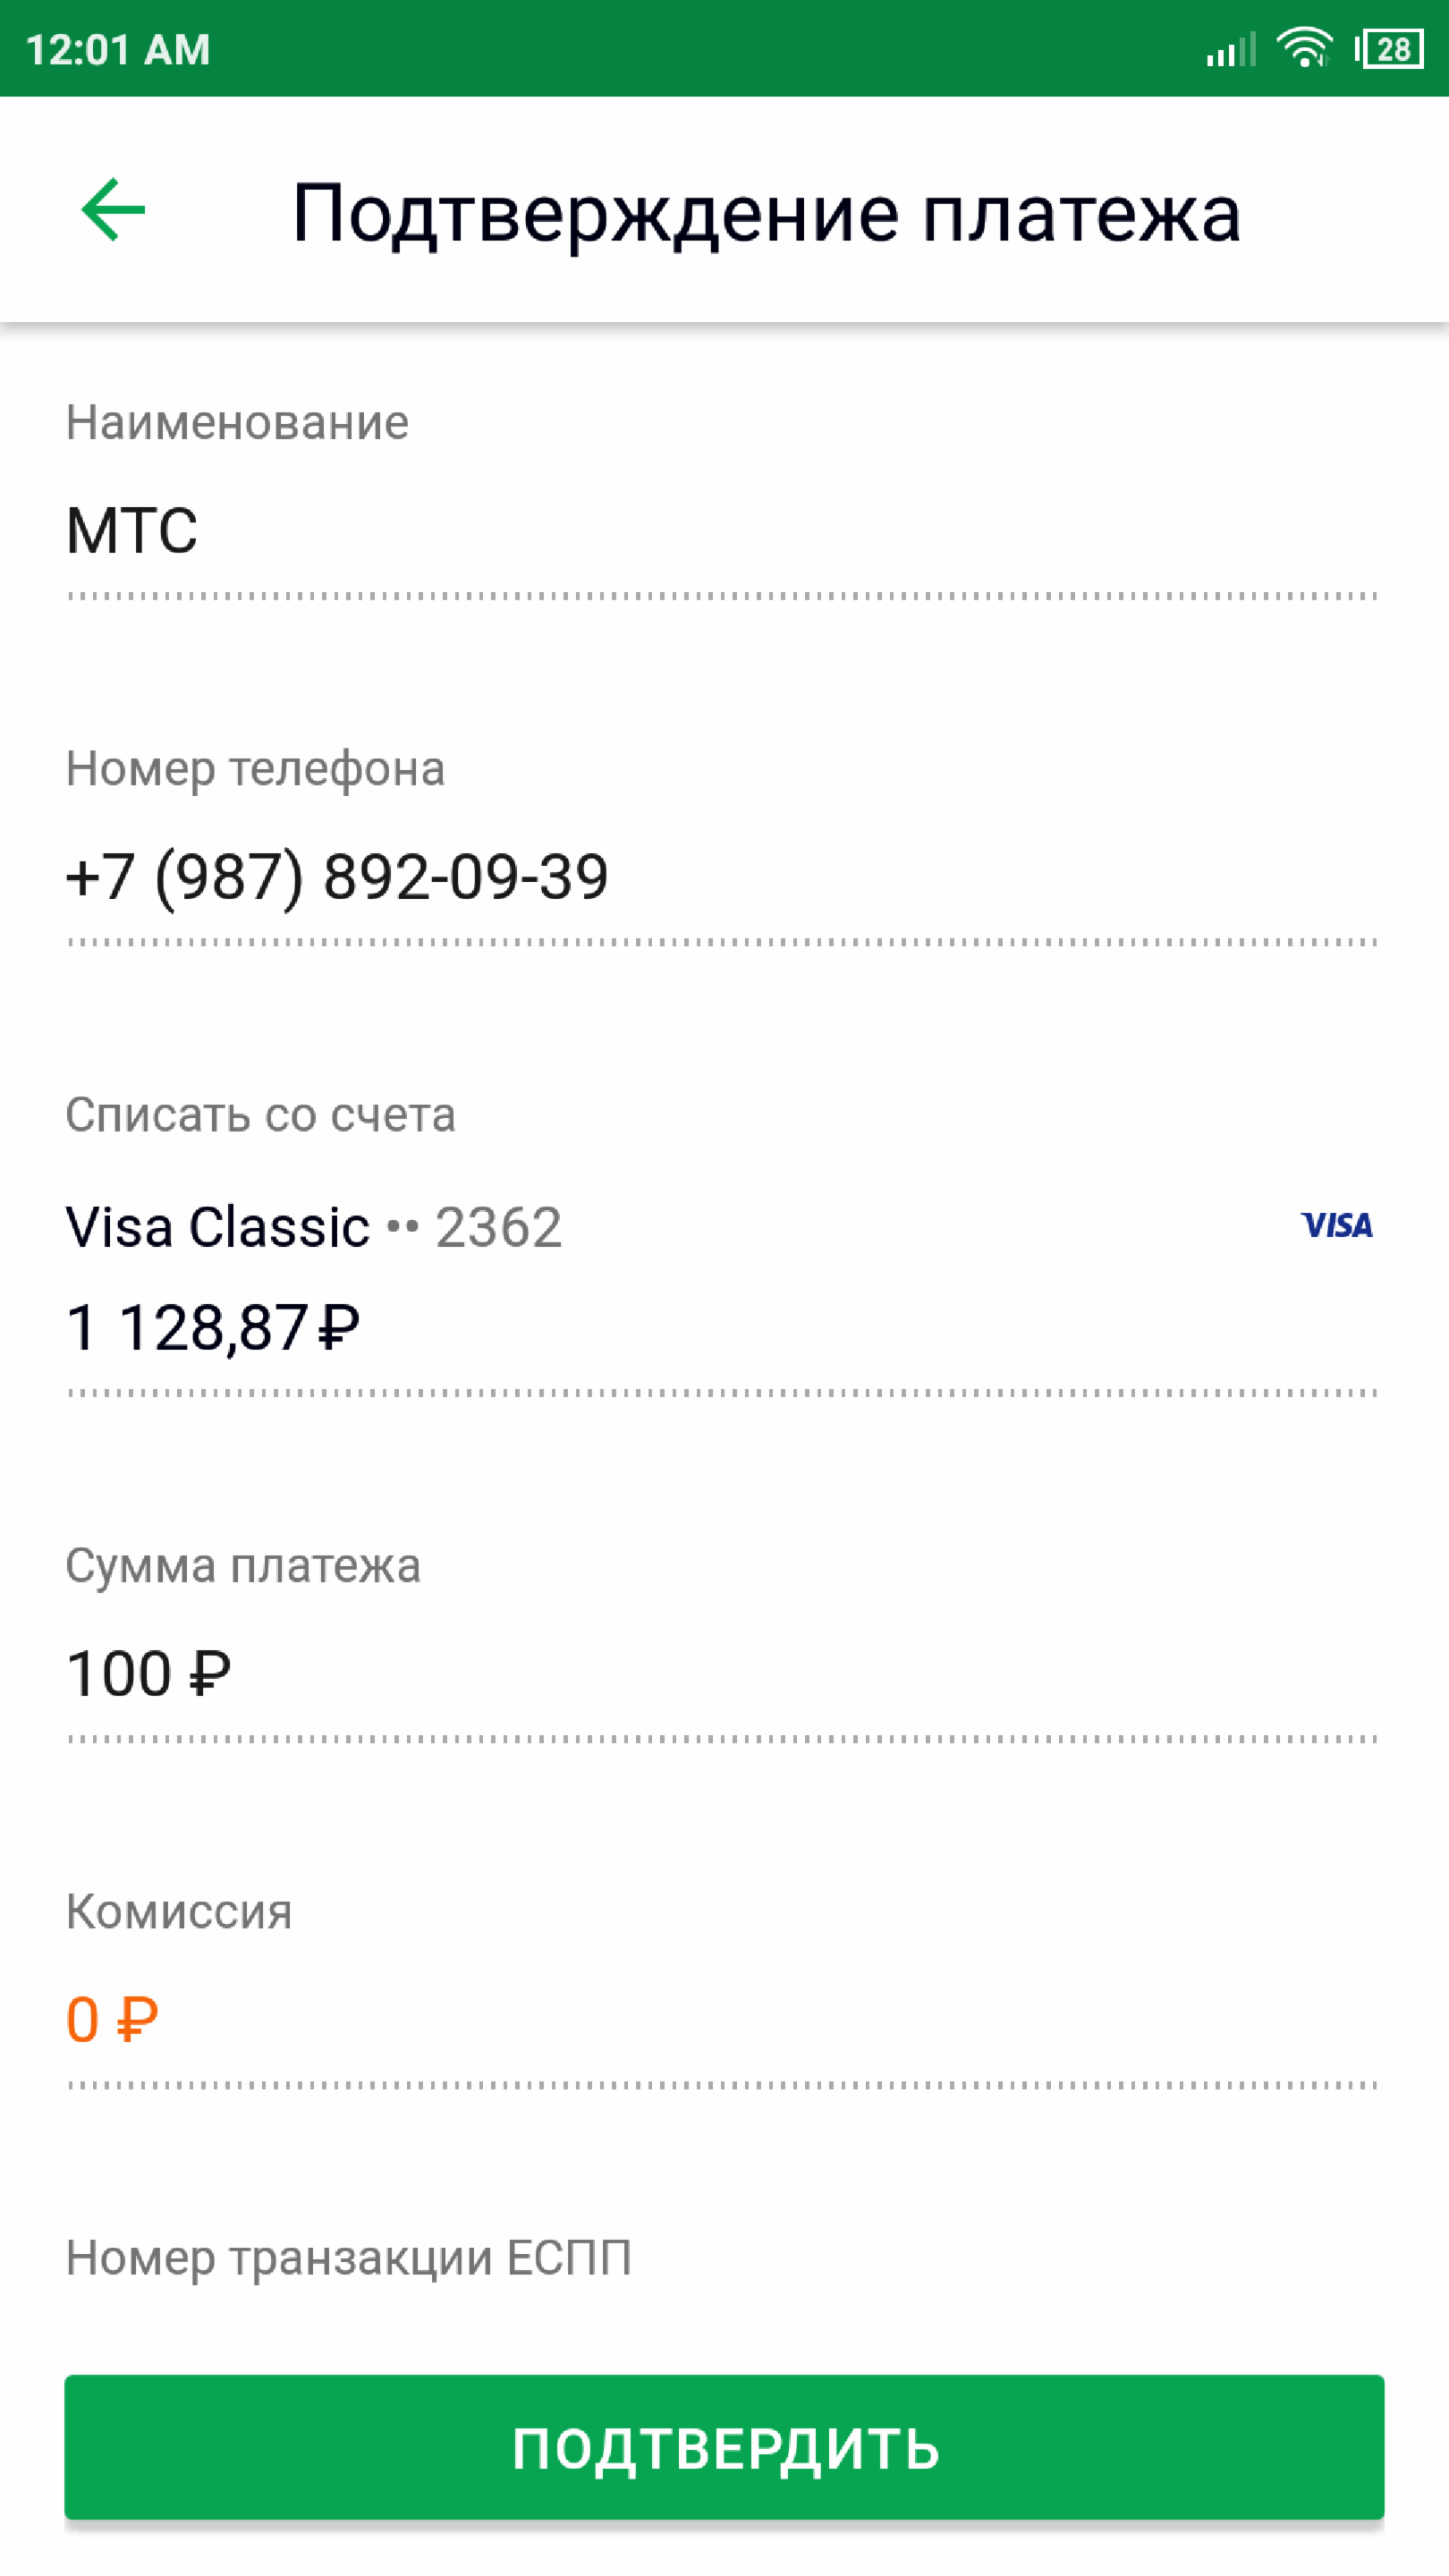 12:01 AM
28
Подтверждение платежа
Наименование
МТС
Номер телефона
+7 (987) 892-09-39
Списать со счета
Visa Classic •• 2362
VISA
1 128,87 ₽
Сумма платежа
100 ₽
Комиссия
0 ₽
Номер транзакции ЕСПП
ПОДТВЕРДИТЬ